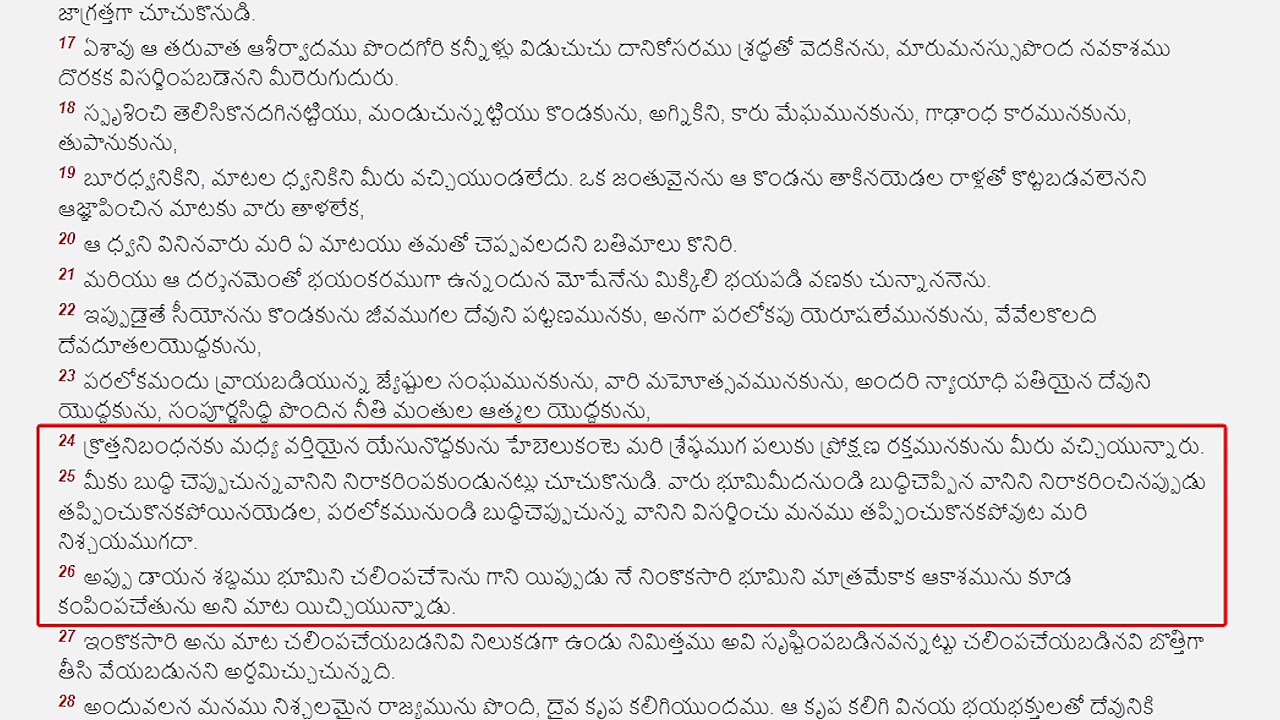 జాగ్రత్తగా చూచుకొనుడి.
17 ఏశావు ఆ తరువాత ఆశీర్వాదము పొందగోరి కన్నీళ్లు విడుచుచు దానికోసరము శ్రద్ధతో వెదకినను, మారుమనస్సుపొంద నవకాశము
దొరకక విసర్జింపబడెనని మీరెరుగుదురు.
18 స్పృశించి తెలిసికొనదగినట్టియు, మండుచున్నట్టియు కొండకును, అగ్నికిని, కారు మేఘమునకును, గాఢాంధ కారమునకును,
తుపానుకును,
19 బూరధ్వనికిని, మాటల ధ్వనికిని మీరు వచ్చియుండలేదు. ఒక జంతువైనను ఆ కొండను తాకినయెడల రాళ్లతో కొట్టబడవలెనని
ఆజ్ఞాపించిన మాటకు వారు తాళలేక,
20 ఆ ధ్వని వినినవారు మరి ఏ మాటయు తమతో చెప్పవలదని బతిమాలు కొనిరి.
21 మరియు ఆ దర్శనమెంతో భయంకరముగా ఉన్నందున మోషేనేను మిక్కిలి భయపడి వణకు చున్నాననెను.
22 ఇప్పుడైతే సీయోనను కొండకును జీవముగల దేవుని పట్టణమునకు, అనగా పరలోకపు యెరూషలేమునకును, వేవేలకొలది
దేవదూతలయొద్దకును,
23 పరలోకమందు వ్రాయబడియున్న జ్యేష్ఠుల సంఘమునకును, వారి మహోత్సవమునకును, అందరి న్యాయాధి పతియైన దేవుని
యొద్దకును, సంపూర్ణసిద్ధి పొందిన నీతి మంతుల ఆత్మల యొద్దకును,
24 క్రొత్తనిబంధనకు మధ్య వర్తియైన యేసునొద్దకును హేబెలుకంటె మరి శ్రేష్ఠముగ పలుకు ప్రోక్షణ రక్తమునకును మీరు వచ్చియున్నారు.
25 మీకు బుద్ధి చెప్పుచున్నవానిని నిరాకరింపకుండునట్లు చూచుకొనుడి. వారు భూమిమీదనుండి బుద్ధిచెప్పిన వానిని నిరాకరించినప్పుడు
తప్పించుకొనకపోయినయెడల, పరలోకమునుండి బుద్ధిచెప్పుచున్న వానిని విసర్జించు మనము తప్పించుకొనకపోవుట మరి
నిశ్చయముగదా.
26 అప్పు డాయన శబ్దము భూమిని చలింపచేసెను గాని యిప్పుడు నే నింకొకసారి భూమిని మాత్రమేకాక ఆకాశమును కూడ
కంపింపచేతును అని మాట యిచ్చియున్నాడు.
27 ఇంకొకసారి అను మాట చలింపచేయబడనివి నిలుకడగా ఉండు నిమిత్తము అవి సృష్టింపబడినవన్నట్టు చలింపచేయబడినవి బొత్తిగా
తీసి వేయబడునని అర్ధమిచ్చుచున్నది.
28 అందువలన మనము నిశ్చలమైన రాజ్యమును పొంది, దైవ కృప కలిగియుందము. ఆ కృప కలిగి వినయ భయభక్తులతో దేవునికి